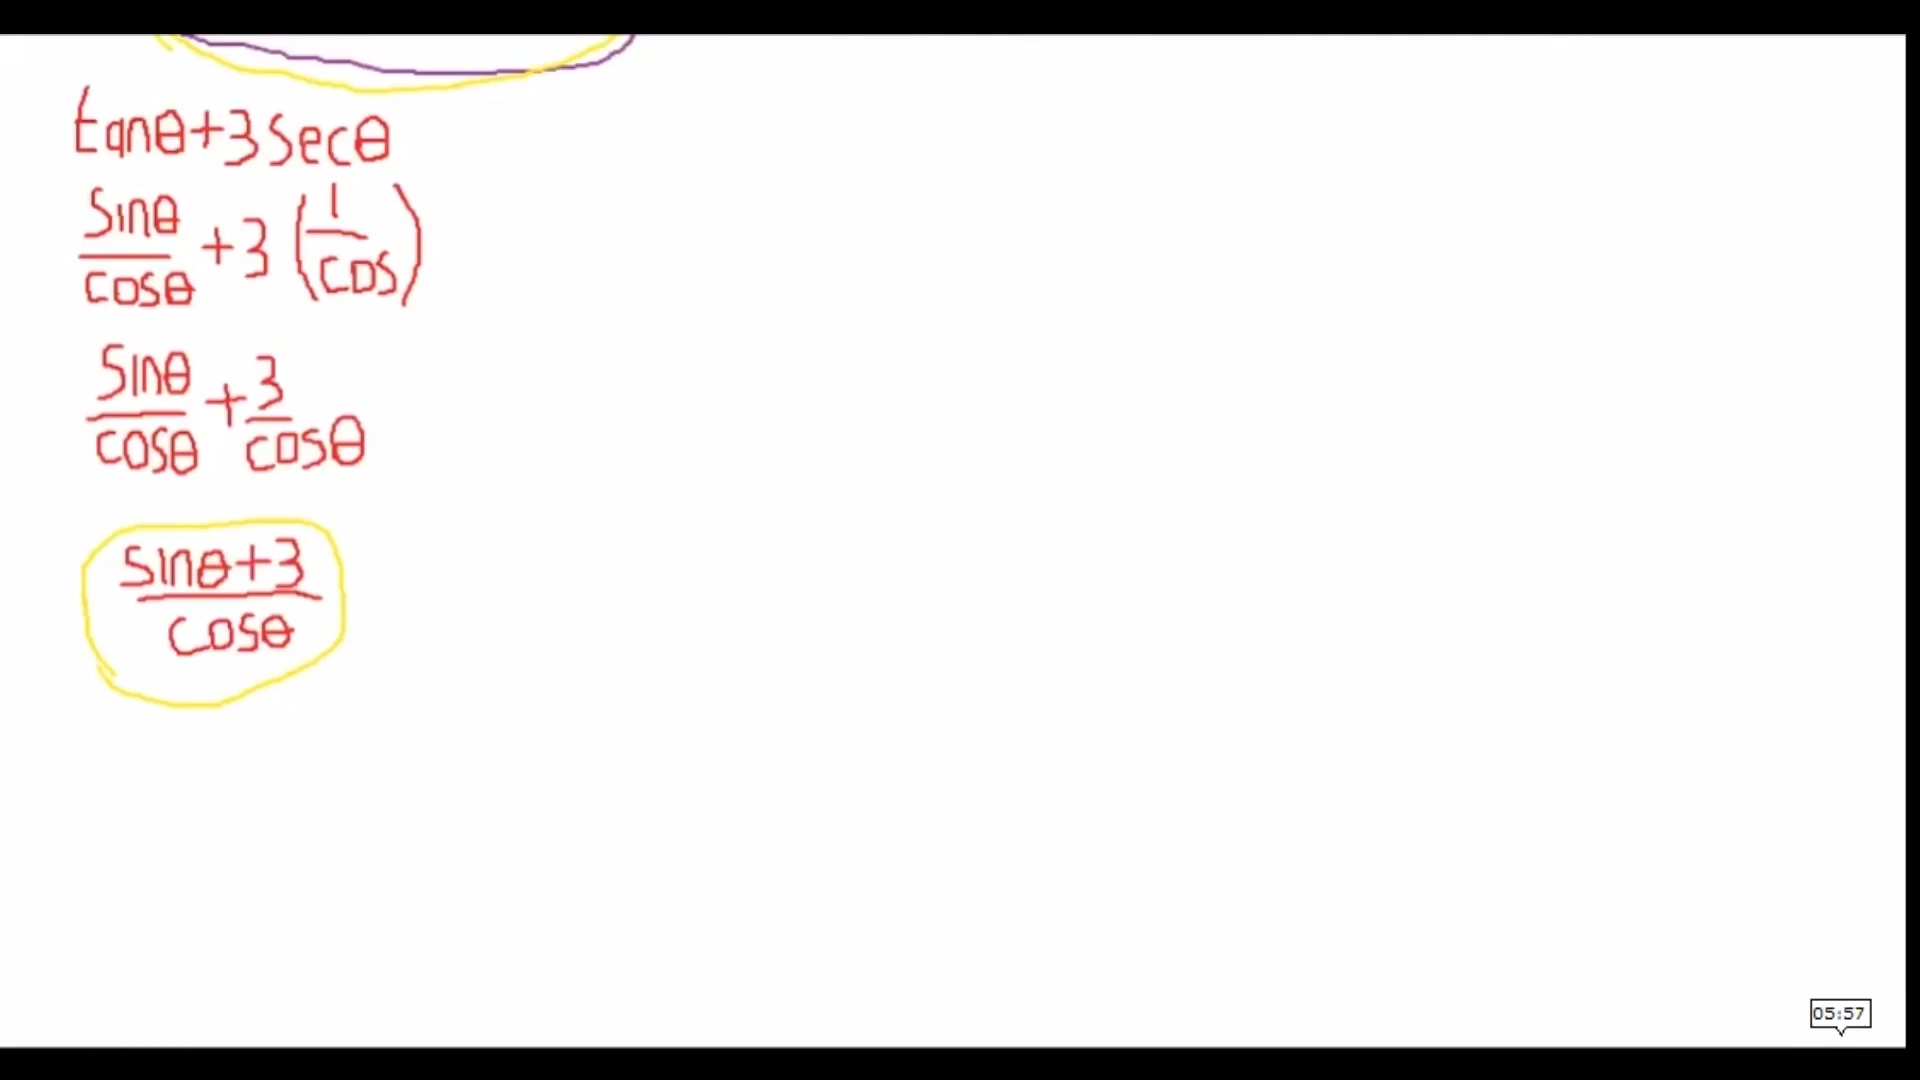 tanθ+3secθ
sinθ/cosθ +3 (1/cos)
sinθ/cosθ + 3/cosθ
sinθ+3/cosθ
05:57